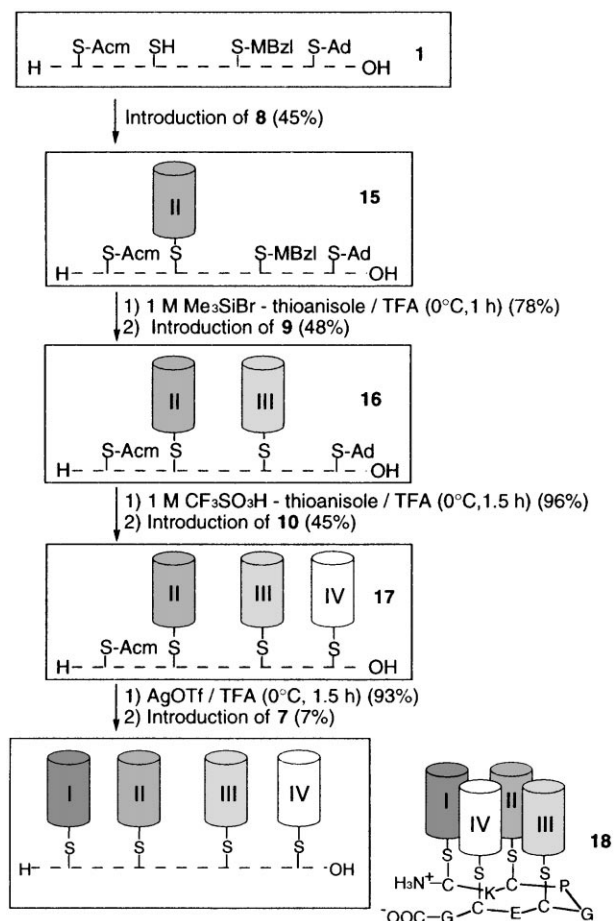 S-Acm SH S-MBzl S-Ad 1
H OH
Introduction of 8 (45%)
II 15
S-Acm S S-MBzl S-Ad
H OH
1) 1 M Me₃SiBr - thioanisole / TFA (0°C,1 h) (78%)
2) Introduction of 9 (48%)
II III 16
S-Acm S S S-Ad
H OH
1) 1 M CF₃SO₃H - thioanisole / TFA (0°C,1.5 h) (96%)
2) Introduction of 10 (45%)
II III IV 17
S-Acm S S S
H OH
1) AgOTf / TFA (0°C, 1.5 h) (93%)
2) Introduction of 7 (7%)
I II III IV
S S S S
H OH
I II
IV III 18
S S S S
H₃N⁺ C K C P
⁻OOC G C E C G